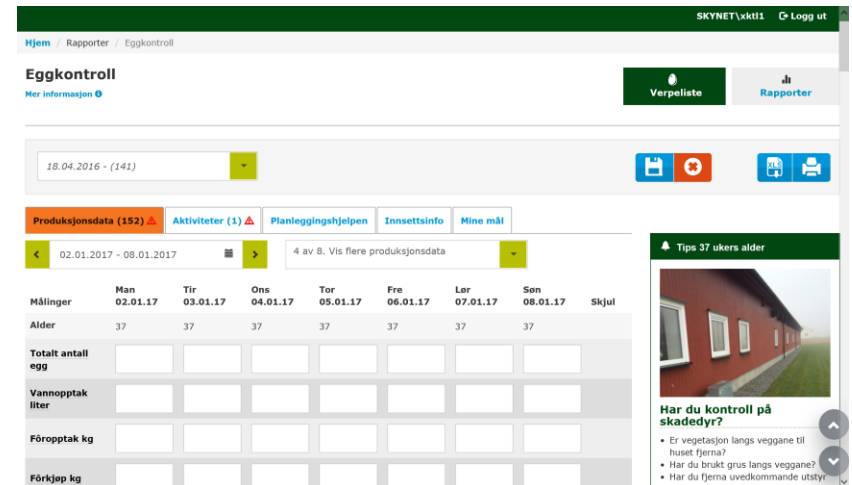 SKYNET\xktl1 Logg ut
Hjem / Rapporter / Eggkontroll
Eggkontroll
Mer informasjon
Verpeliste
Rapporter
18.04.2016 - (141)
XLS
Produksjonsdata (152) Aktiviteter (1) Planleggingshjelpen Innsettsinfo Mine mål
02.01.2017 - 08.01.2017
4 av 8. Vis flere produksjonsdata
Målinger Man 02.01.17 Tir 03.01.17 Ons 04.01.17 Tor 05.01.17 Fre 06.01.17 Lør 07.01.17 Søn 08.01.17 Skjul
Alder 37 37 37 37 37 37 37
Totalt antall
egg
Vannopptak
liter
Fôropptak kg
Fôrkjøp kg
Tips 37 ukers alder
Har du kontroll på
skadedyr?
• Er vegetasjon langs veggane til
huset fjerna?
• Har du brukt grus langs veggane?
• Har du fjerna uvedkommande utstyr